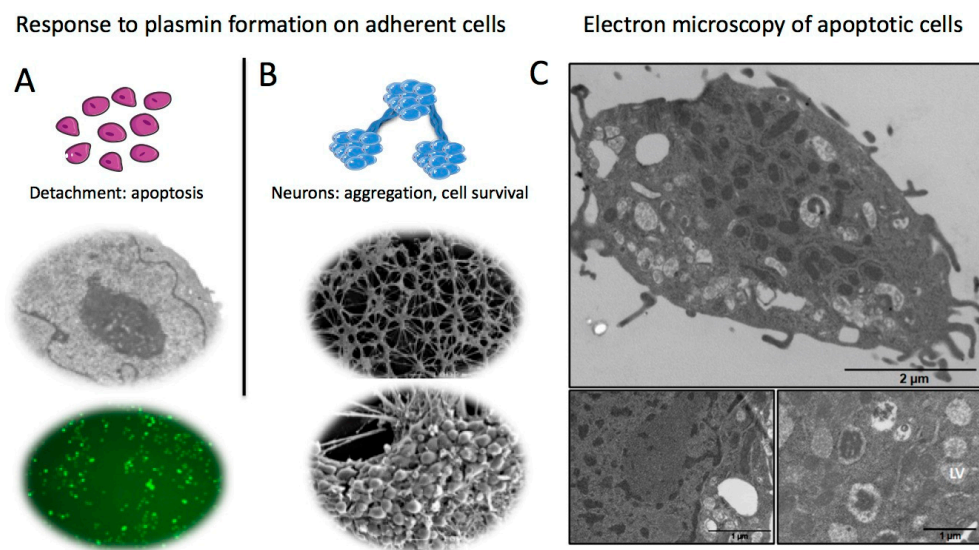 Response to plasmin formation on adherent cells
Electron microscopy of apoptotic cells
A
B
C
Detachment: apoptosis
Neurons: aggregation, cell survival
2 µm
1 µm
LV
1 µm